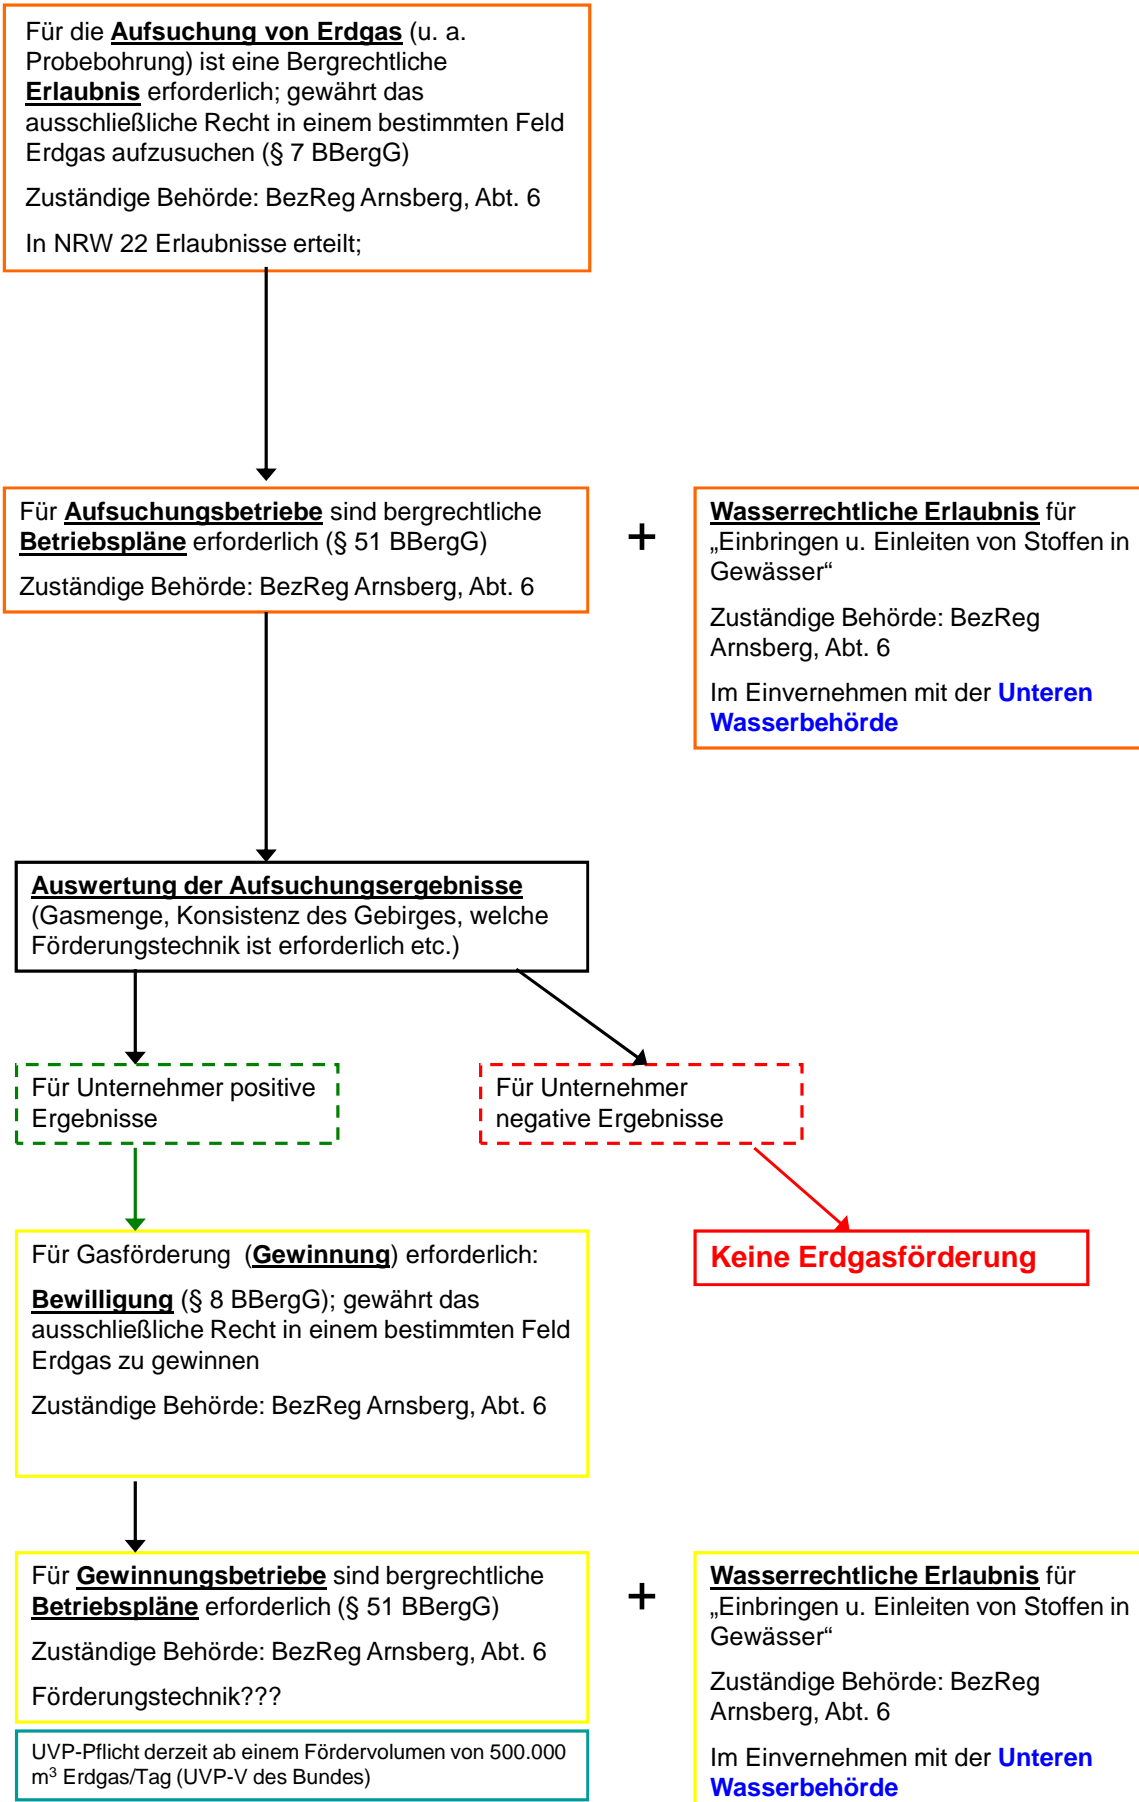 Für die Aufsuchung von Erdgas (u. a.
Probebohrung) ist eine Bergrechtliche
Erlaubnis erforderlich; gewährt das
ausschließliche Recht in einem bestimmten Feld
Erdgas aufzusuchen (§ 7 BBergG)
Zuständige Behörde: BezReg Arnsberg, Abt. 6
In NRW 22 Erlaubnisse erteilt;
Für Aufsuchungsbetriebe sind bergrechtliche
Betriebspläne erforderlich (§ 51 BBergG)
Zuständige Behörde: BezReg Arnsberg, Abt. 6
+
Wasserrechtliche Erlaubnis für
„Einbringen u. Einleiten von Stoffen in
Gewässer“
Zuständige Behörde: BezReg
Arnsberg, Abt. 6
Im Einvernehmen mit der Unteren
Wasserbehörde
Auswertung der Aufsuchungsergebnisse
(Gasmenge, Konsistenz des Gebirges, welche
Förderungstechnik ist erforderlich etc.)
Für Unternehmer positive
Ergebnisse
Für Unternehmer
negative Ergebnisse
Für Gasförderung (Gewinnung) erforderlich:
Bewilligung (§ 8 BBergG); gewährt das
ausschließliche Recht in einem bestimmten Feld
Erdgas zu gewinnen
Zuständige Behörde: BezReg Arnsberg, Abt. 6
Keine Erdgasförderung
Für Gewinnungsbetriebe sind bergrechtliche
Betriebspläne erforderlich (§ 51 BBergG)
Zuständige Behörde: BezReg Arnsberg, Abt. 6
Förderungstechnik???
UVP-Pflicht derzeit ab einem Fördervolumen von 500.000
m³ Erdgas/Tag (UVP-V des Bundes)
+
Wasserrechtliche Erlaubnis für
„Einbringen u. Einleiten von Stoffen in
Gewässer“
Zuständige Behörde: BezReg
Arnsberg, Abt. 6
Im Einvernehmen mit der Unteren
Wasserbehörde